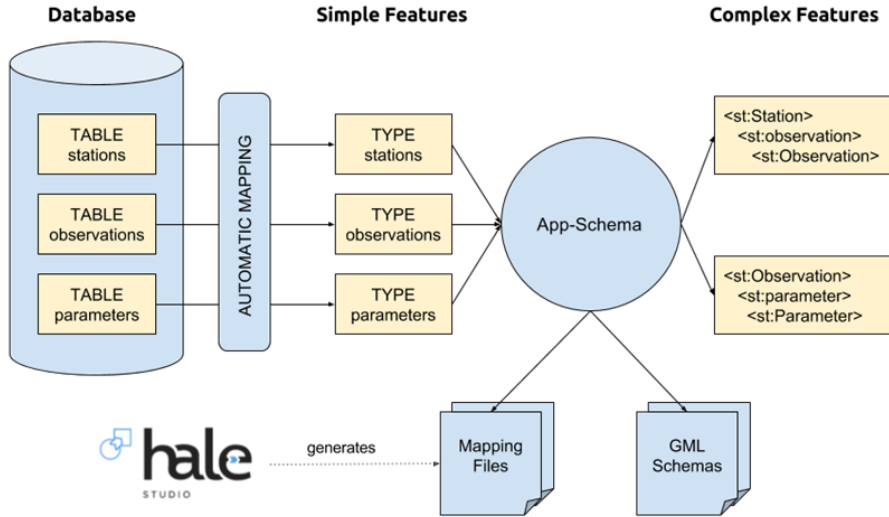 Database
Simple Features
Complex Features
TABLE
stations
TABLE
observations
TABLE
parameters
AUTOMATIC MAPPING
TYPE
stations
TYPE
observations
TYPE
parameters
App-Schema
<st:Station>
<st:observation>
<st:Observation>
<st:Observation>
<st:parameter>
<st:Parameter>
hale
STUDIO
generates
Mapping
Files
GML
Schemas